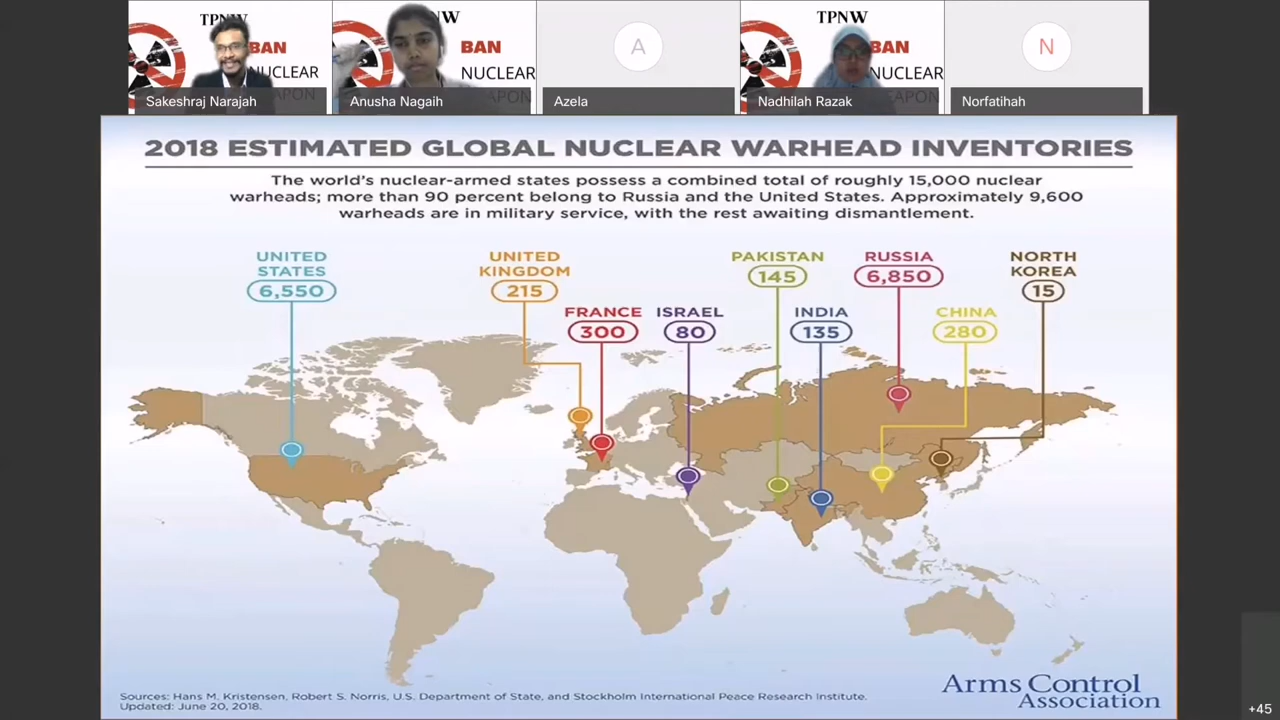 TPNW
BAN
NUCLEAR
WEAPON
Sakeshraj Narajah
NW
BAN
NUCLEAR
APON
Anusha Nagaih
A
Azela
TPNW
BAN
NUCLEAR
APON
Nadhilah Razak
N
Norfatihah
2018 ESTIMATED GLOBAL NUCLEAR WARHEAD INVENTORIES
The world's nuclear-armed states possess a combined total of roughly 15,000 nuclear
warheads; more than 90 percent belong to Russia and the United States. Approximately 9,600
warheads are in military service, with the rest awaiting dismantlement.
UNITED
STATES
6,550
UNITED
KINGDOM
215
FRANCE
300
ISRAEL
80
PAKISTAN
145
INDIA
135
RUSSIA
6,850
CHINA
280
NORTH
KOREA
15
Sources: Hans M. Kristensen, Robert S. Norris, U.S. Department of State, and Stockholm International Peace Research Institute.
Updated: June 20, 2018.
Arms Control
Association
+45